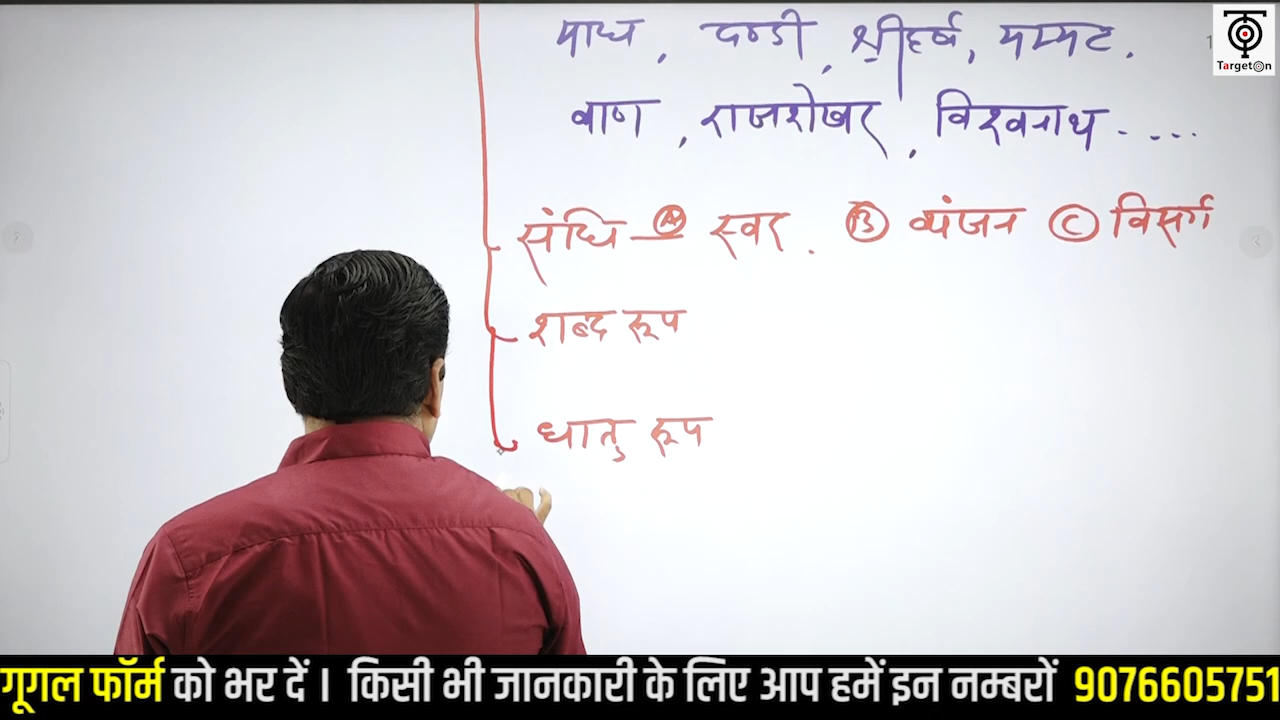 माघ, दण्डी, श्रीहर्ष, मम्मट.
TargetOn
बाण, राजशेखर, विश्वनाथ - ....
संधि — A स्वर. B व्यंजन C विसर्ग
शब्द रूप
धातु रूप
गूगल फॉर्म को भर दें । किसी भी जानकारी के लिए आप हमें इन नम्बरों 9076605751